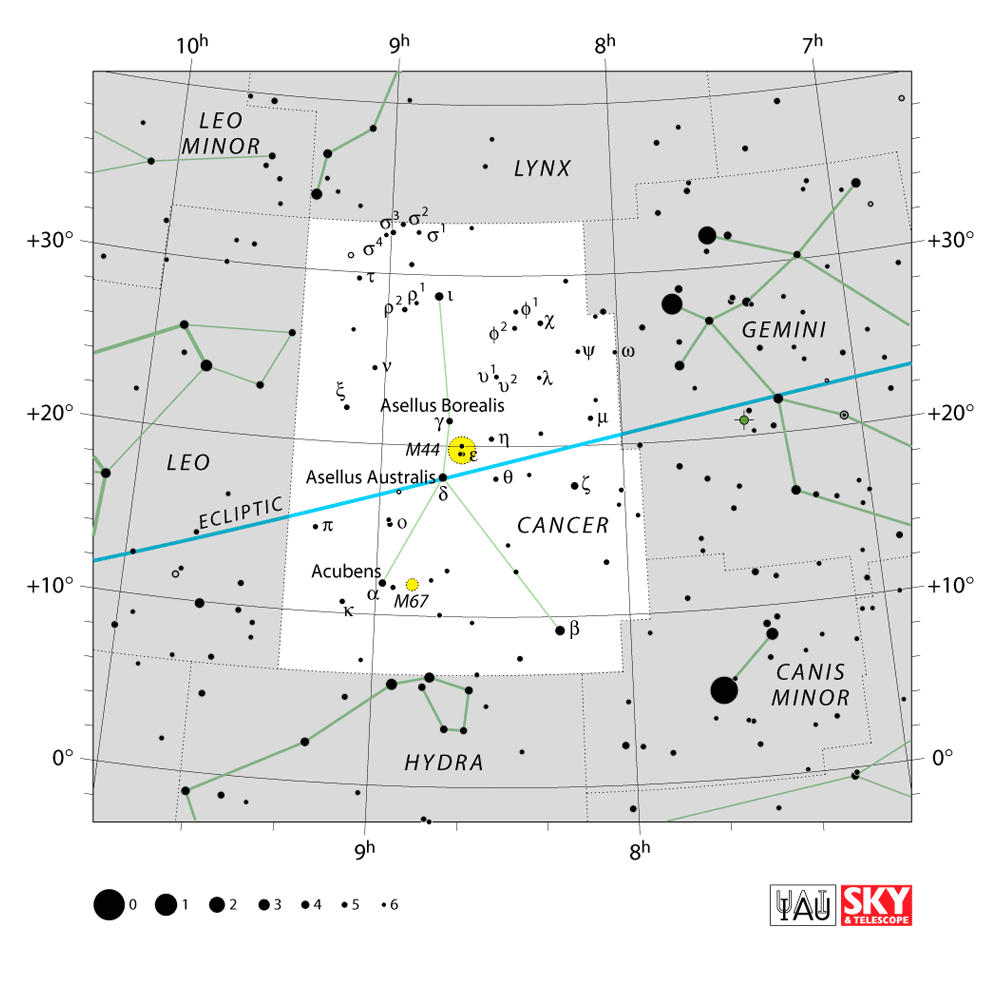 10ʰ 9ʰ 8ʰ 7ʰ
LEO
MINOR
LYNX
σ³ σ²
σ⁴ σ¹
+30° +30°
τ
ρ² ρ¹ ι
ϕ¹
ϕ² χ
GEMINI
ψ ω
ν
υ¹ υ² λ
ξ
Asellus Borealis
+20° +20°
γ μ
M44 ε η
LEO
Asellus Australis
δ θ ζ
ECLIPTIC
π ο CANCER
Acubens
+10° +10°
α M67
κ
β
CANIS
MINOR
HYDRA
0° 0°
9ʰ 8ʰ
0 1 2 3 4 5 6
IAU
SKY
& TELESCOPE